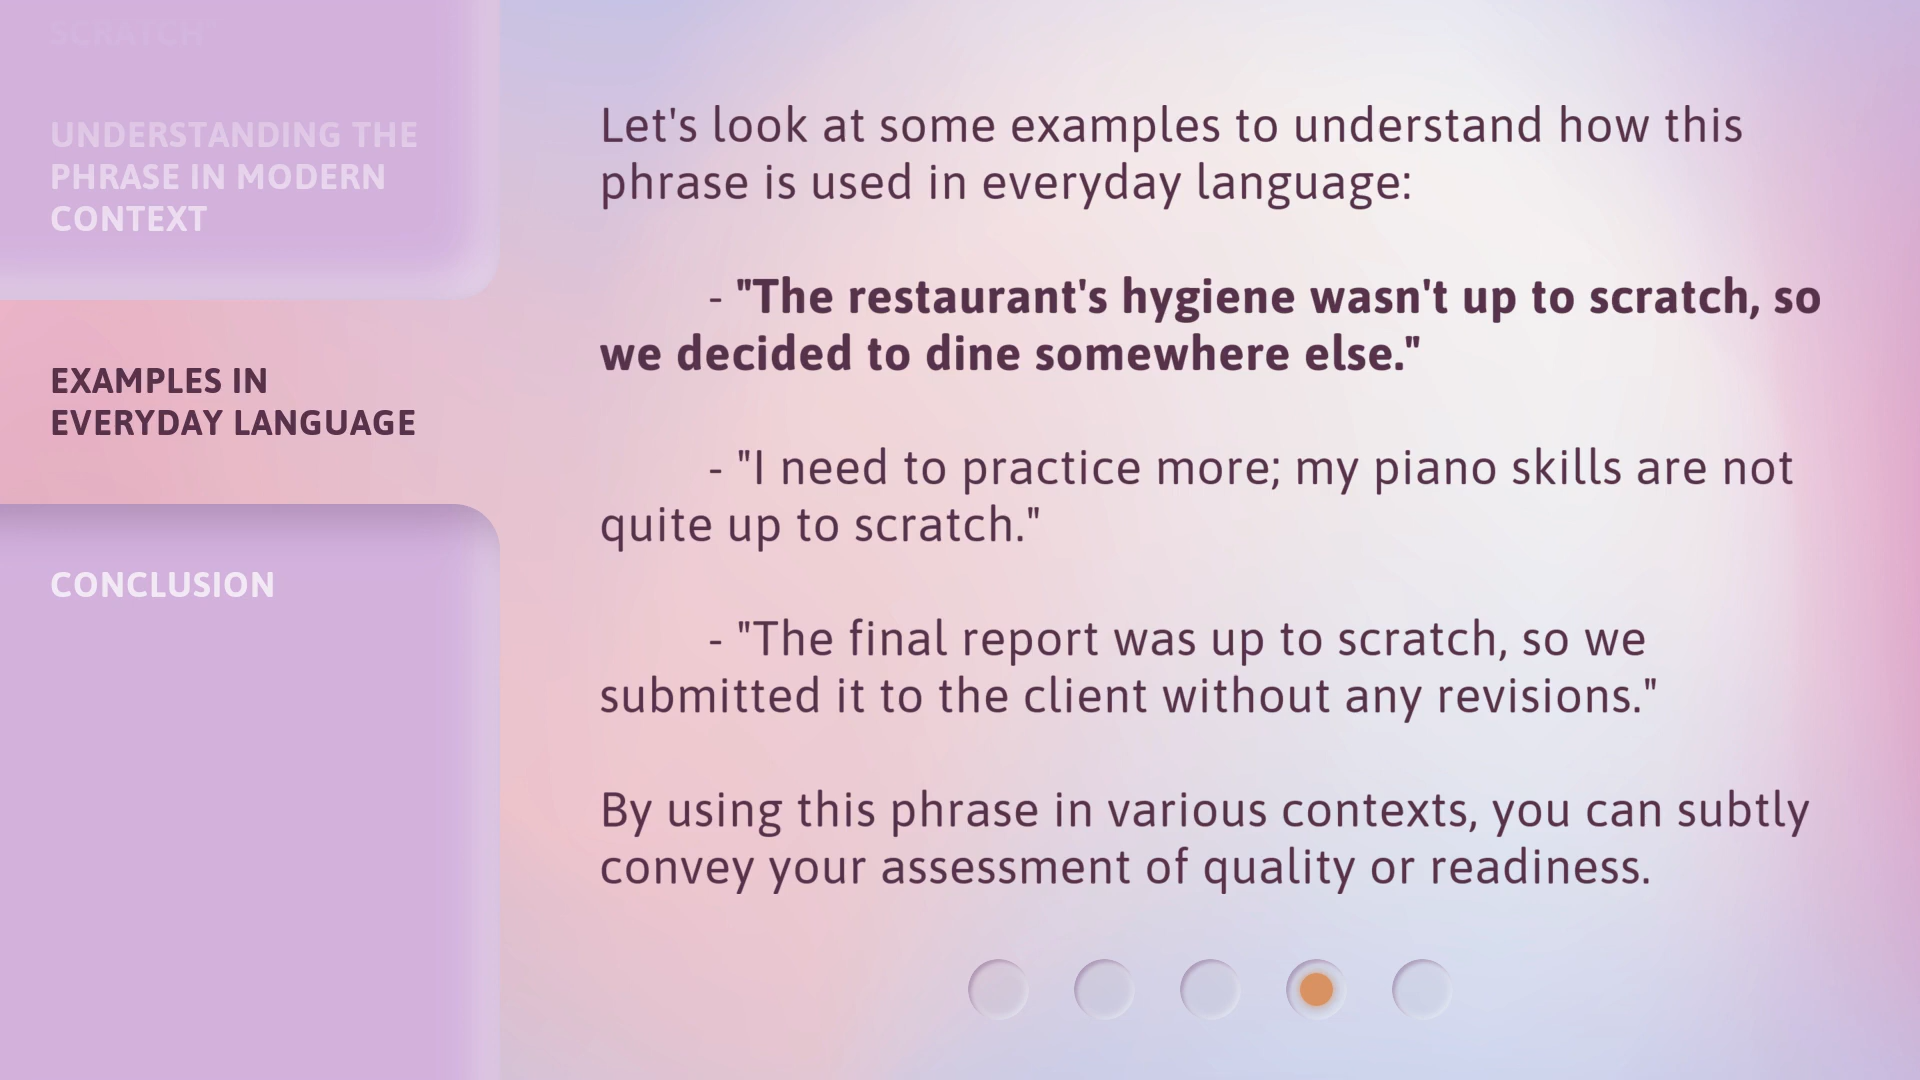 SCRATCH"
UNDERSTANDING THE
PHRASE IN MODERN
CONTEXT
EXAMPLES IN
EVERYDAY LANGUAGE
CONCLUSION
Let's look at some examples to understand how this
phrase is used in everyday language:
- "The restaurant's hygiene wasn't up to scratch, so
we decided to dine somewhere else."
- "I need to practice more; my piano skills are not
quite up to scratch."
- "The final report was up to scratch, so we
submitted it to the client without any revisions."
By using this phrase in various contexts, you can subtly
convey your assessment of quality or readiness.